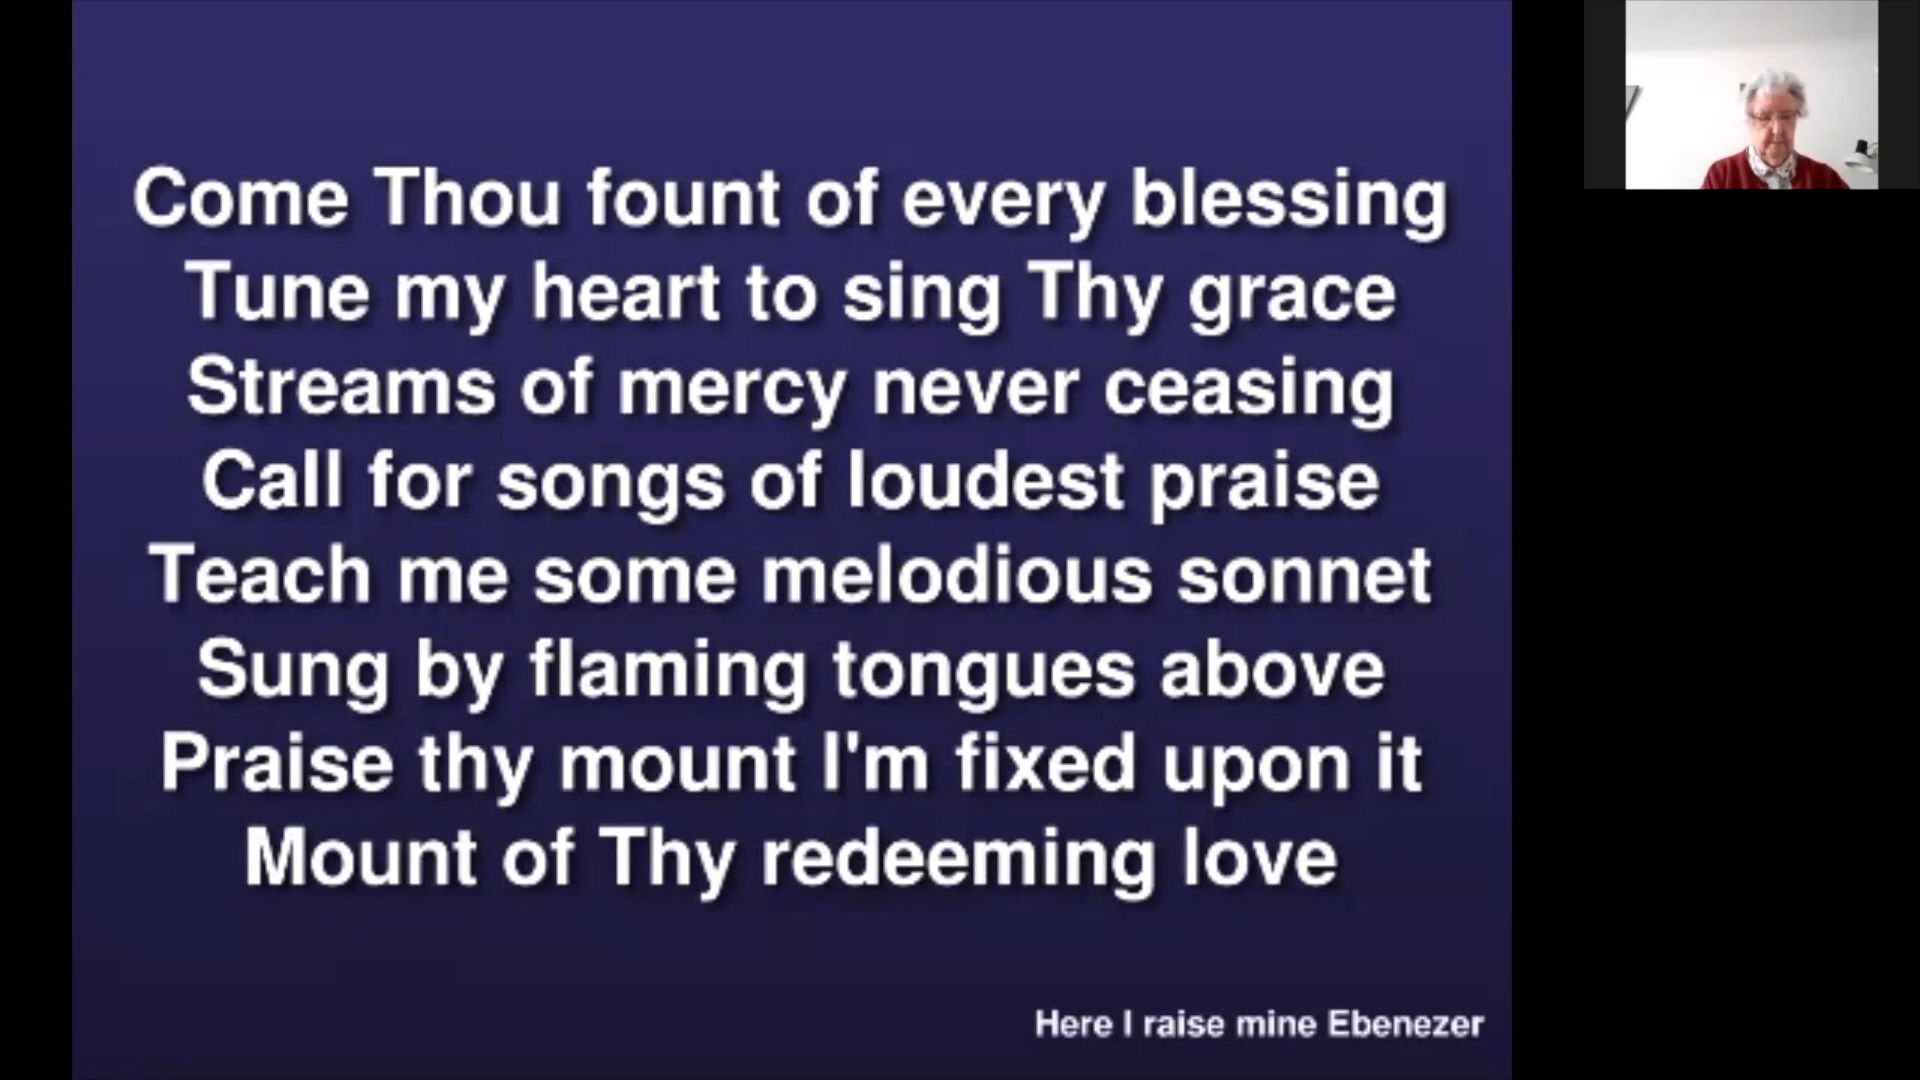 Come Thou fount of every blessing
Tune my heart to sing Thy grace
Streams of mercy never ceasing
Call for songs of loudest praise
Teach me some melodious sonnet
Sung by flaming tongues above
Praise thy mount I'm fixed upon it
Mount of Thy redeeming love
Here I raise mine Ebenezer